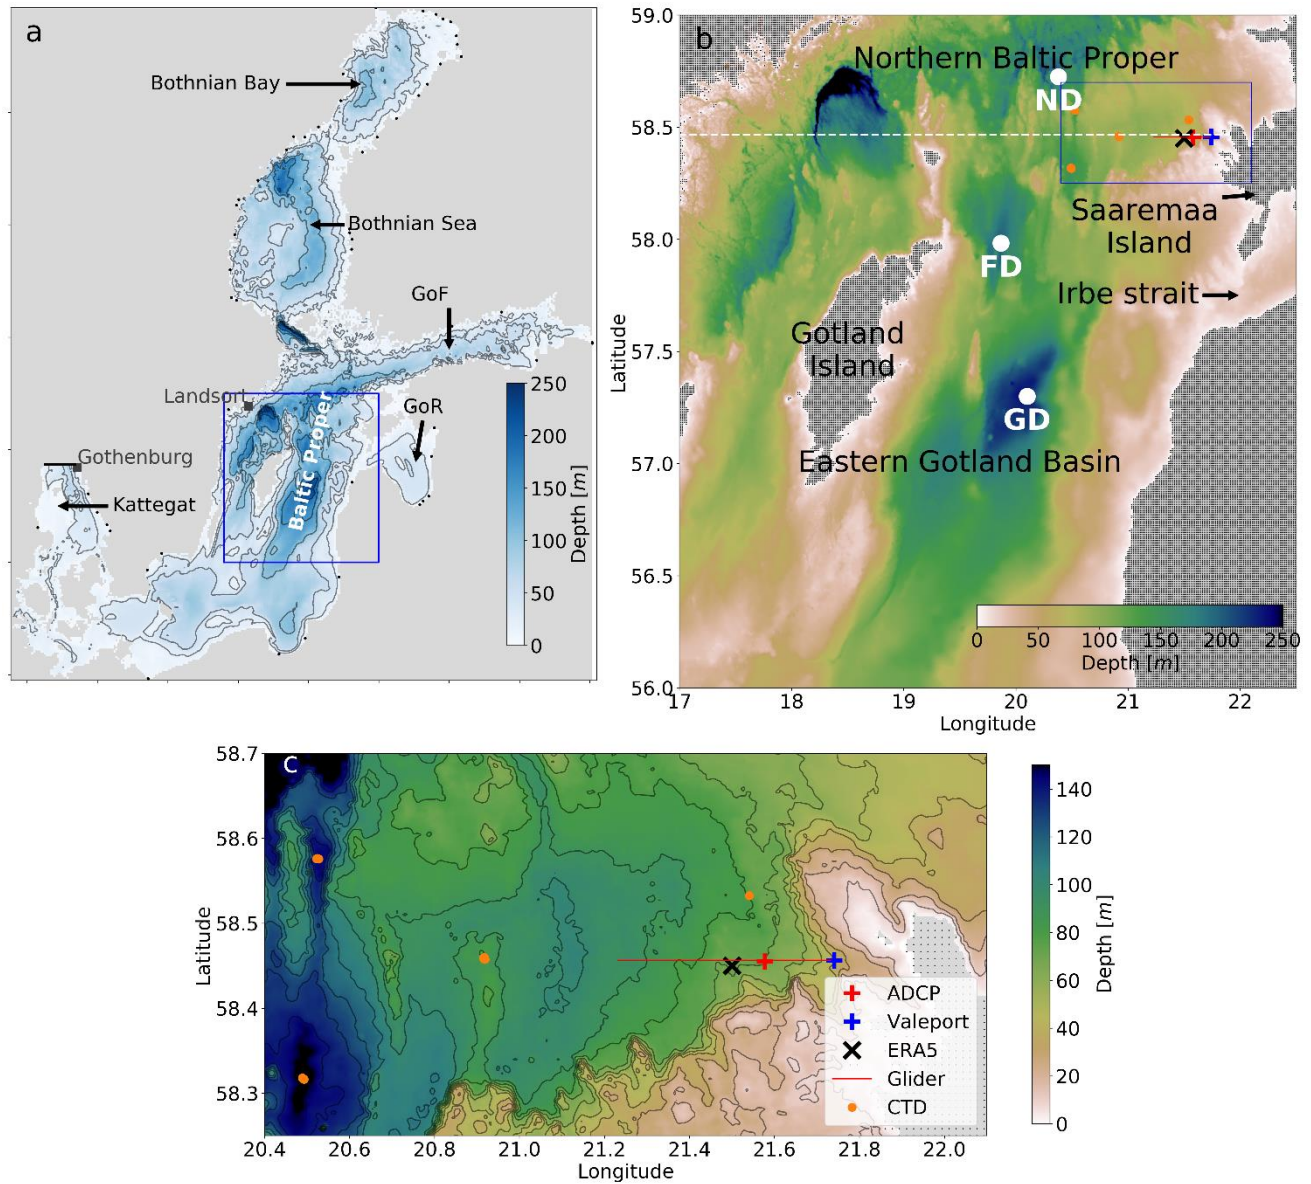 a
Bothnian Bay
Bothnian Sea
GoF
Landsort
GoR
Baltic Proper
Gothenburg
Kattegat
250
200
150
100
50
0
Depth [m]
b
59.0
58.5
58.0
57.5
57.0
56.5
56.0
Latitude
Northern Baltic Proper
ND
Saaremaa
Island
FD
Irbe strait
Gotland
Island
GD
Eastern Gotland Basin
0 50 100 150 200 250
Depth [m]
17 18 19 20 21 22
Longitude
c
58.7
58.6
58.5
58.4
58.3
Latitude
20.4 20.6 20.8 21.0 21.2 21.4 21.6 21.8 22.0
Longitude
ADCP
Valeport
ERA5
Glider
CTD
140
120
100
80
60
40
20
0
Depth [m]